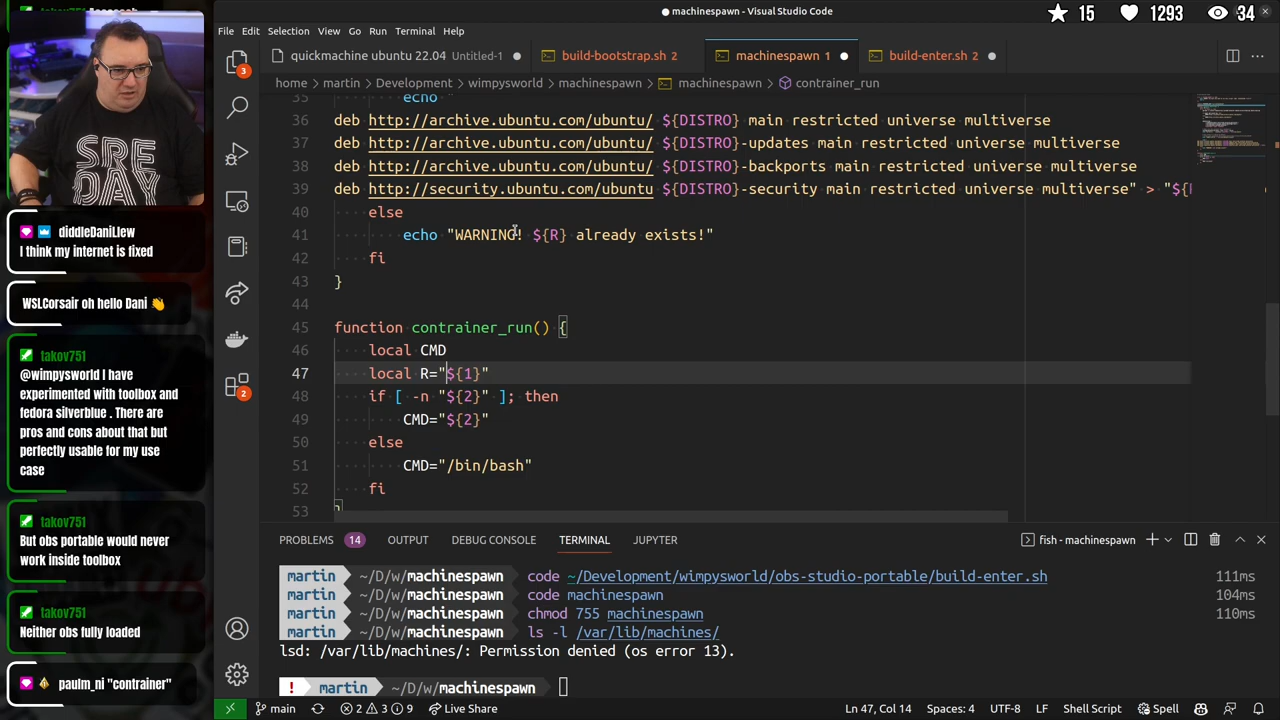 machinespawn - Visual Studio Code
15
1293
34
File Edit Selection View Go Run Terminal Help
quickmachine ubuntu 22.04 Untitled-1
build-bootstrap.sh 2
machinespawn 1
build-enter.sh 2
home > martin > Development > wimpysworld > machinespawn > machinespawn > contrainer_run
35 echo "
36 deb http://archive.ubuntu.com/ubuntu/ ${DISTRO} main restricted universe multiverse
37 deb http://archive.ubuntu.com/ubuntu/ ${DISTRO}-updates main restricted universe multiverse
38 deb http://archive.ubuntu.com/ubuntu/ ${DISTRO}-backports main restricted universe multiverse
39 deb http://security.ubuntu.com/ubuntu ${DISTRO}-security main restricted universe multiverse" > "${
40 else
41 echo "WARNING! ${R} already exists!"
42 fi
43 }
44
45 function contrainer_run() {
46 local CMD
47 local R="${1}"
48 if [ -n "${2}" ]; then
49 CMD="${2}"
50 else
51 CMD="/bin/bash"
52 fi
53 }
PROBLEMS 14 OUTPUT DEBUG CONSOLE TERMINAL JUPYTER
fish - machinespawn
martin ~/D/w/machinespawn code ~/Development/wimpysworld/obs-studio-portable/build-enter.sh 111ms
martin ~/D/w/machinespawn code machinespawn 104ms
martin ~/D/w/machinespawn chmod 755 machinespawn 110ms
martin ~/D/w/machinespawn ls -l /var/lib/machines/
lsd: /var/lib/machines/: Permission denied (os error 13).
! martin ~/D/w/machinespawn
main 2 3 9 Live Share
Ln 47, Col 14 Spaces: 4 UTF-8 LF Shell Script Spell
3
2
SRE
DAY
diddleDaniLlew
I think my internet is fixed
WSLCorsair oh hello Dani 👋
takov751
@wimpysworld I have
experimented with toolbox
and fedora silverblue . There are
pros and cons about that but
perfectly usable for my use
case
takov751
But obs portable would never
work inside toolbox
takov751
Neither obs fully loaded
paulm_ni "contrainer"